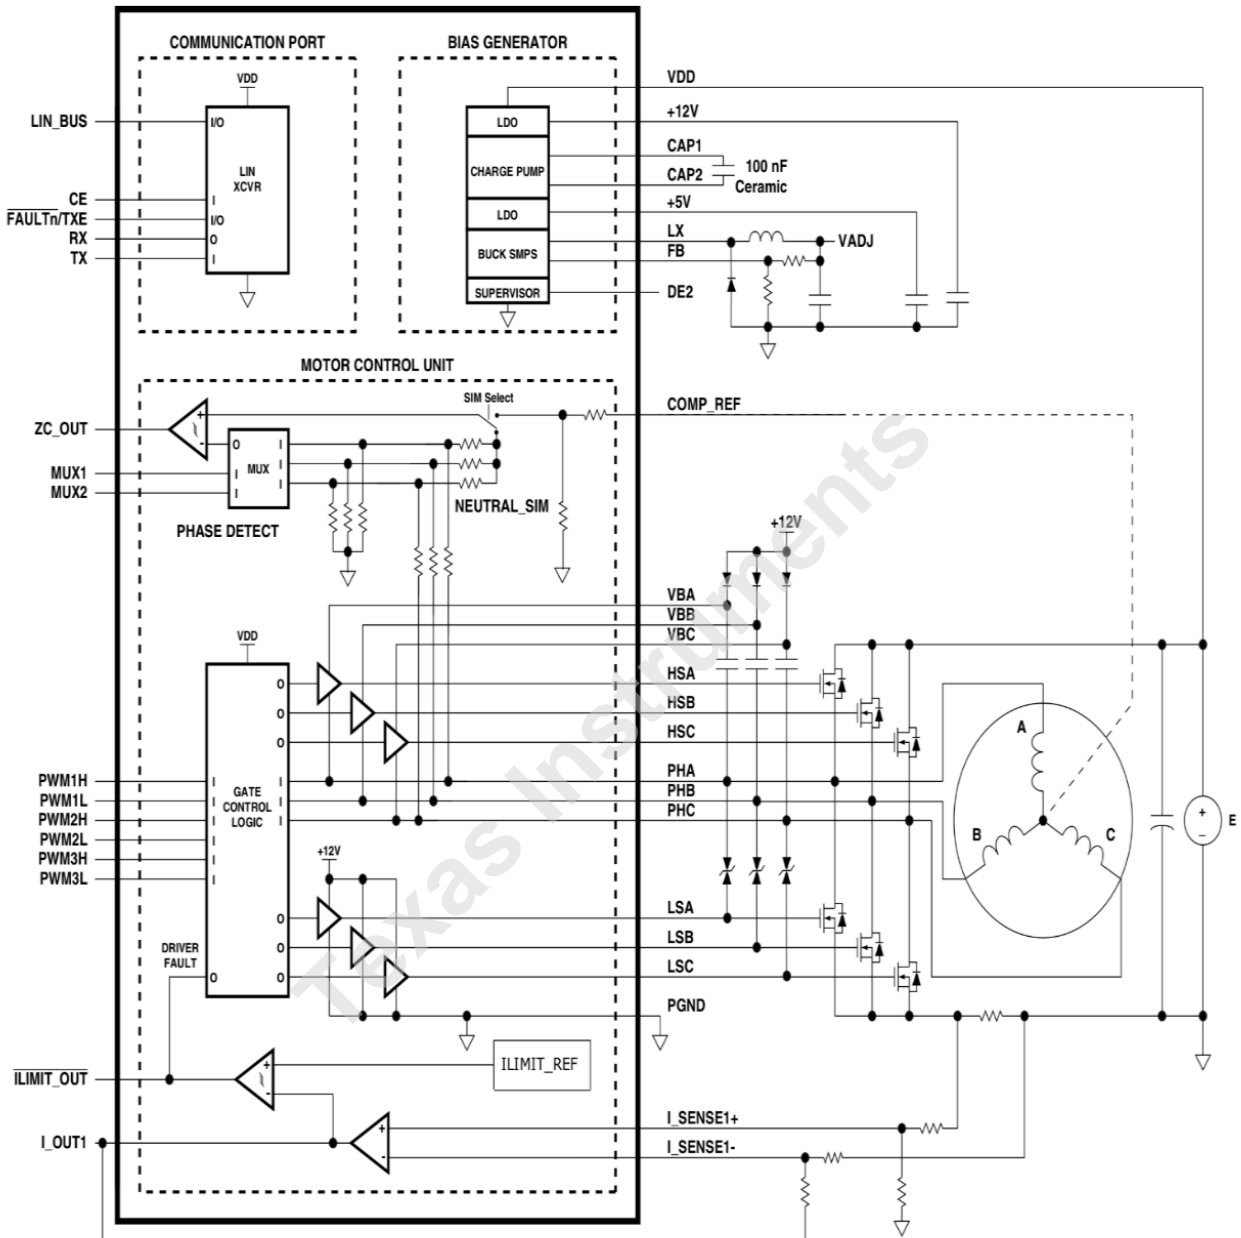 COMMUNICATION PORT
BIAS GENERATOR
VDD
LIN_BUS
I/O
LIN
XCVR
CE
I
FAULTn/TXE
I/O
RX
O
TX
I
LDO
CHARGE PUMP
LDO
BUCK SMPS
SUPERVISOR
VDD
+12V
CAP1
CAP2
100 nF
Ceramic
+5V
LX
FB
VADJ
DE2
MOTOR CONTROL UNIT
SIM Select
COMP_REF
ZC_OUT
+
-
O
I
MUX1
I
MUX
I
MUX2
I
I
NEUTRAL_SIM
PHASE DETECT
+12V
VBA
VBB
VBC
VDD
HSA
O
HSB
O
HSC
O
PWM1H
I
I
PHA
PWM1L
I
GATE
CONTROL
LOGIC
I
PHB
PWM2H
I
I
PHC
PWM2L
I
PWM3H
I
PWM3L
I
+12V
A
B
C
+
−
E
O
LSA
O
LSB
DRIVER
FAULT
O
O
LSC
PGND
ILIMIT_OUT
+
-
ILIMIT_REF
I_OUT1
+
-
I_SENSE1+
I_SENSE1-
Texas Instruments